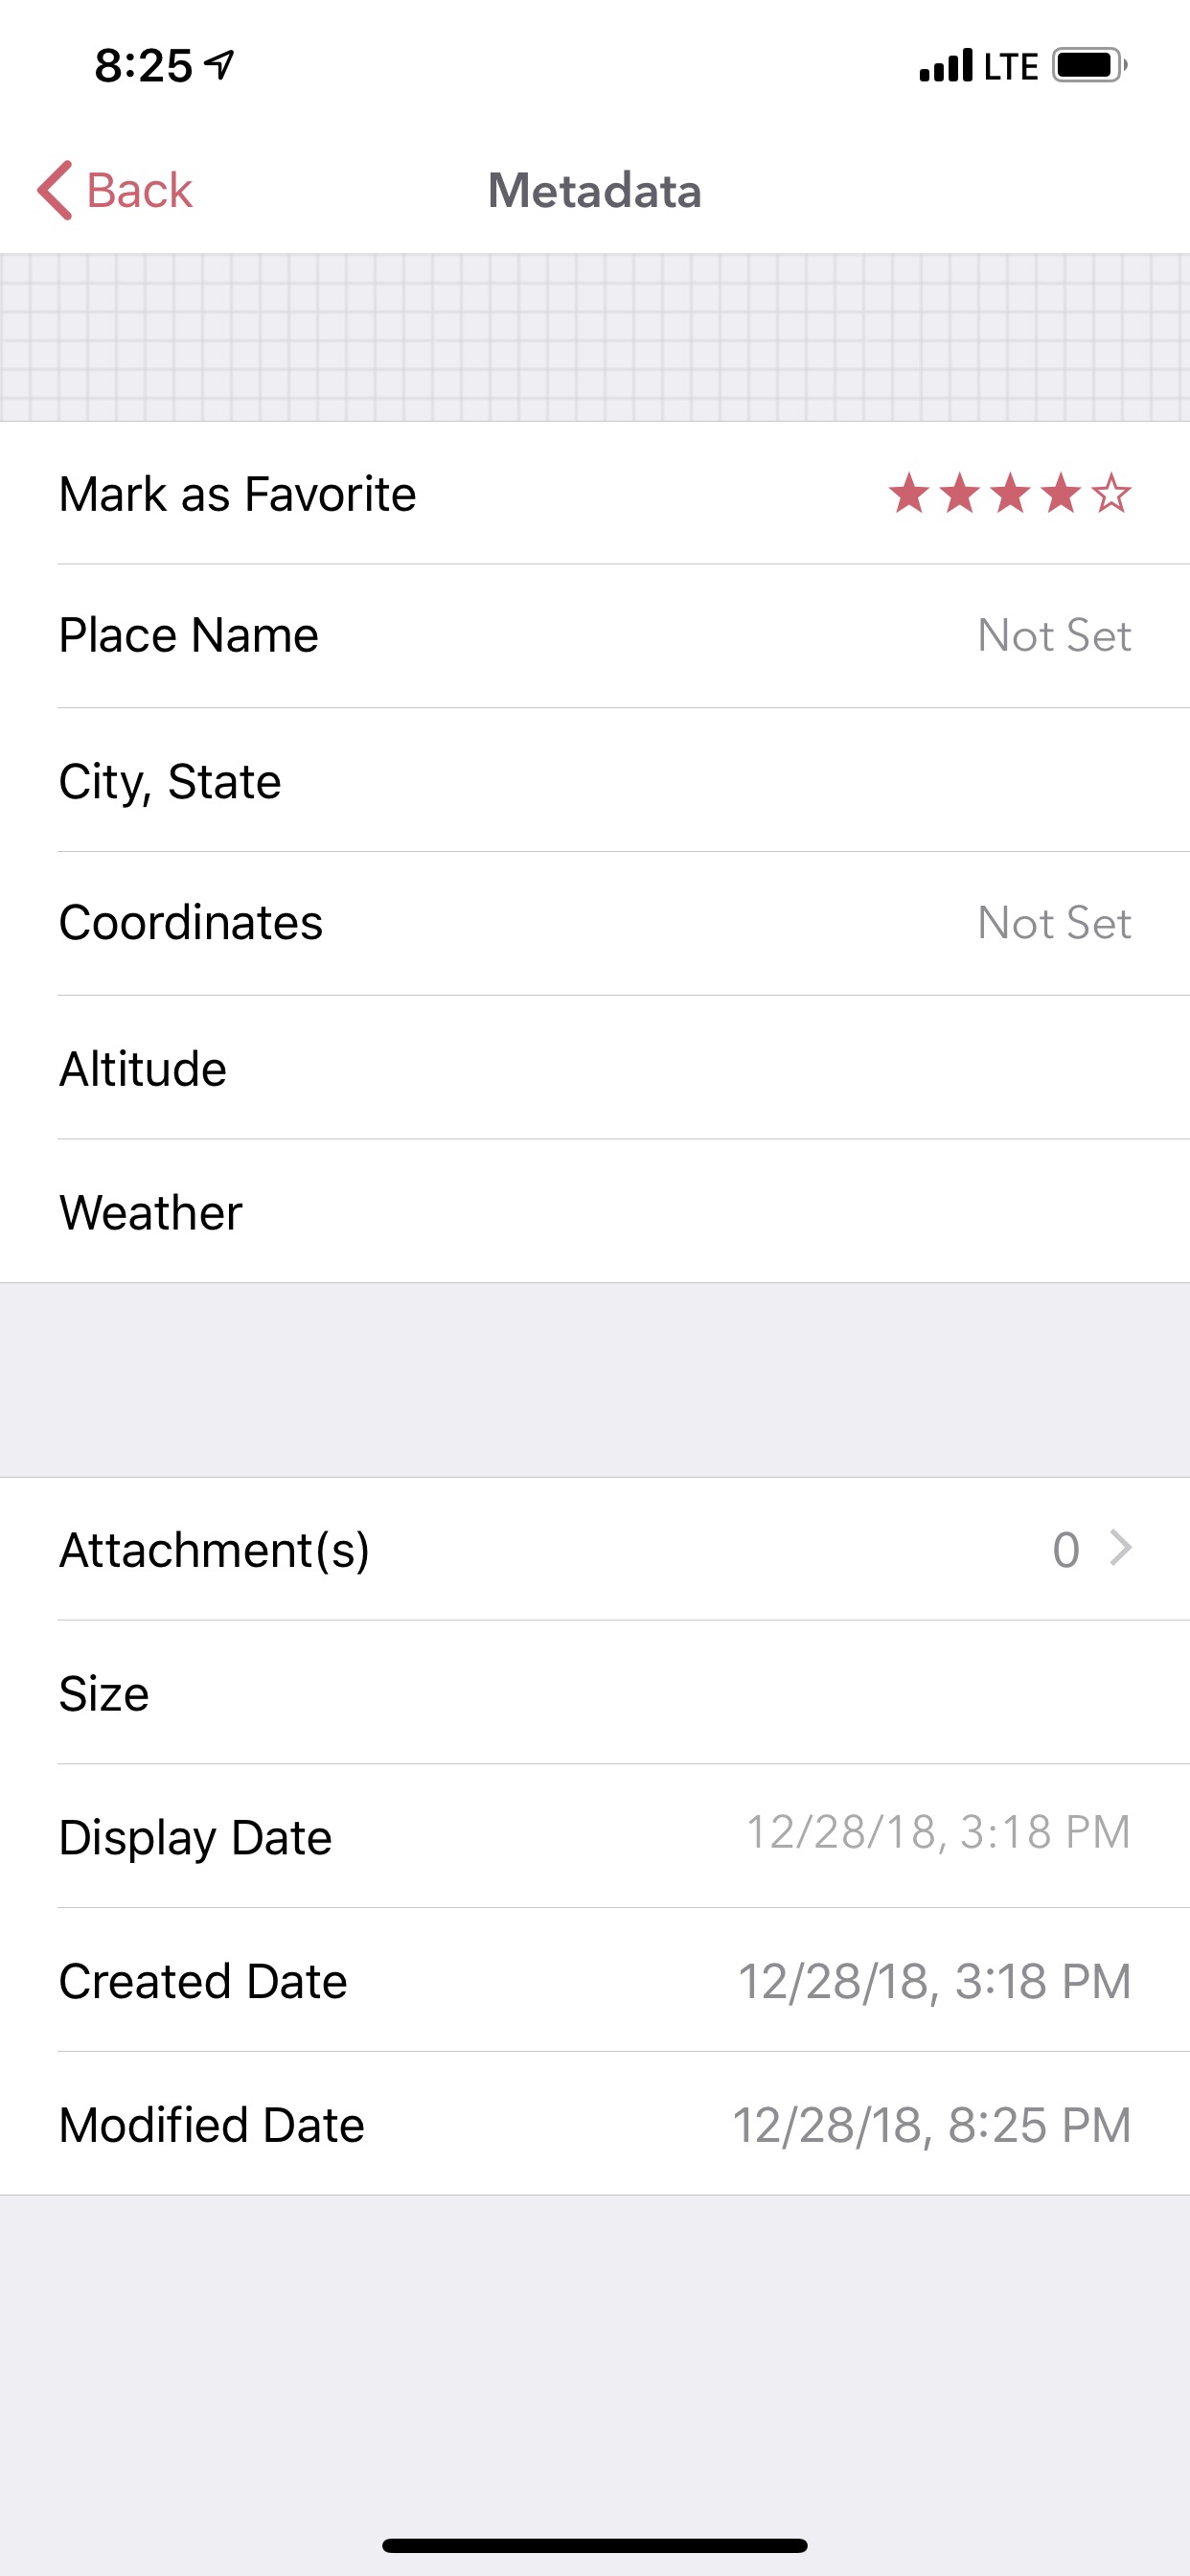 8:25 LTE
Back Metadata
Mark as Favorite
Place Name Not Set
City, State
Coordinates Not Set
Altitude
Weather
Attachment(s) 0
Size
Display Date 12/28/18, 3:18 PM
Created Date 12/28/18, 3:18 PM
Modified Date 12/28/18, 8:25 PM